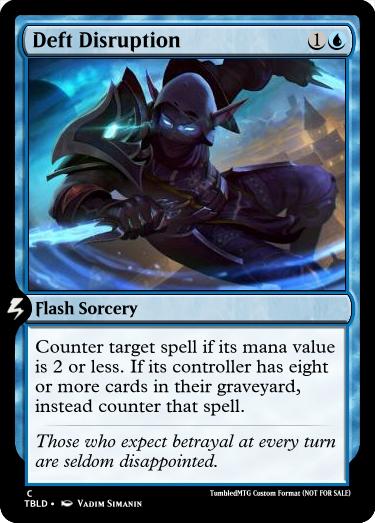 Deft Disruption 1
Flash Sorcery
Counter target spell if its mana value
is 2 or less. If its controller has eight
or more cards in their graveyard,
instead counter that spell.
Those who expect betrayal at every turn
are seldom disappointed.
C TumbledMTG Custom Format (NOT FOR SALE)
TBLD • Vadim Simanin